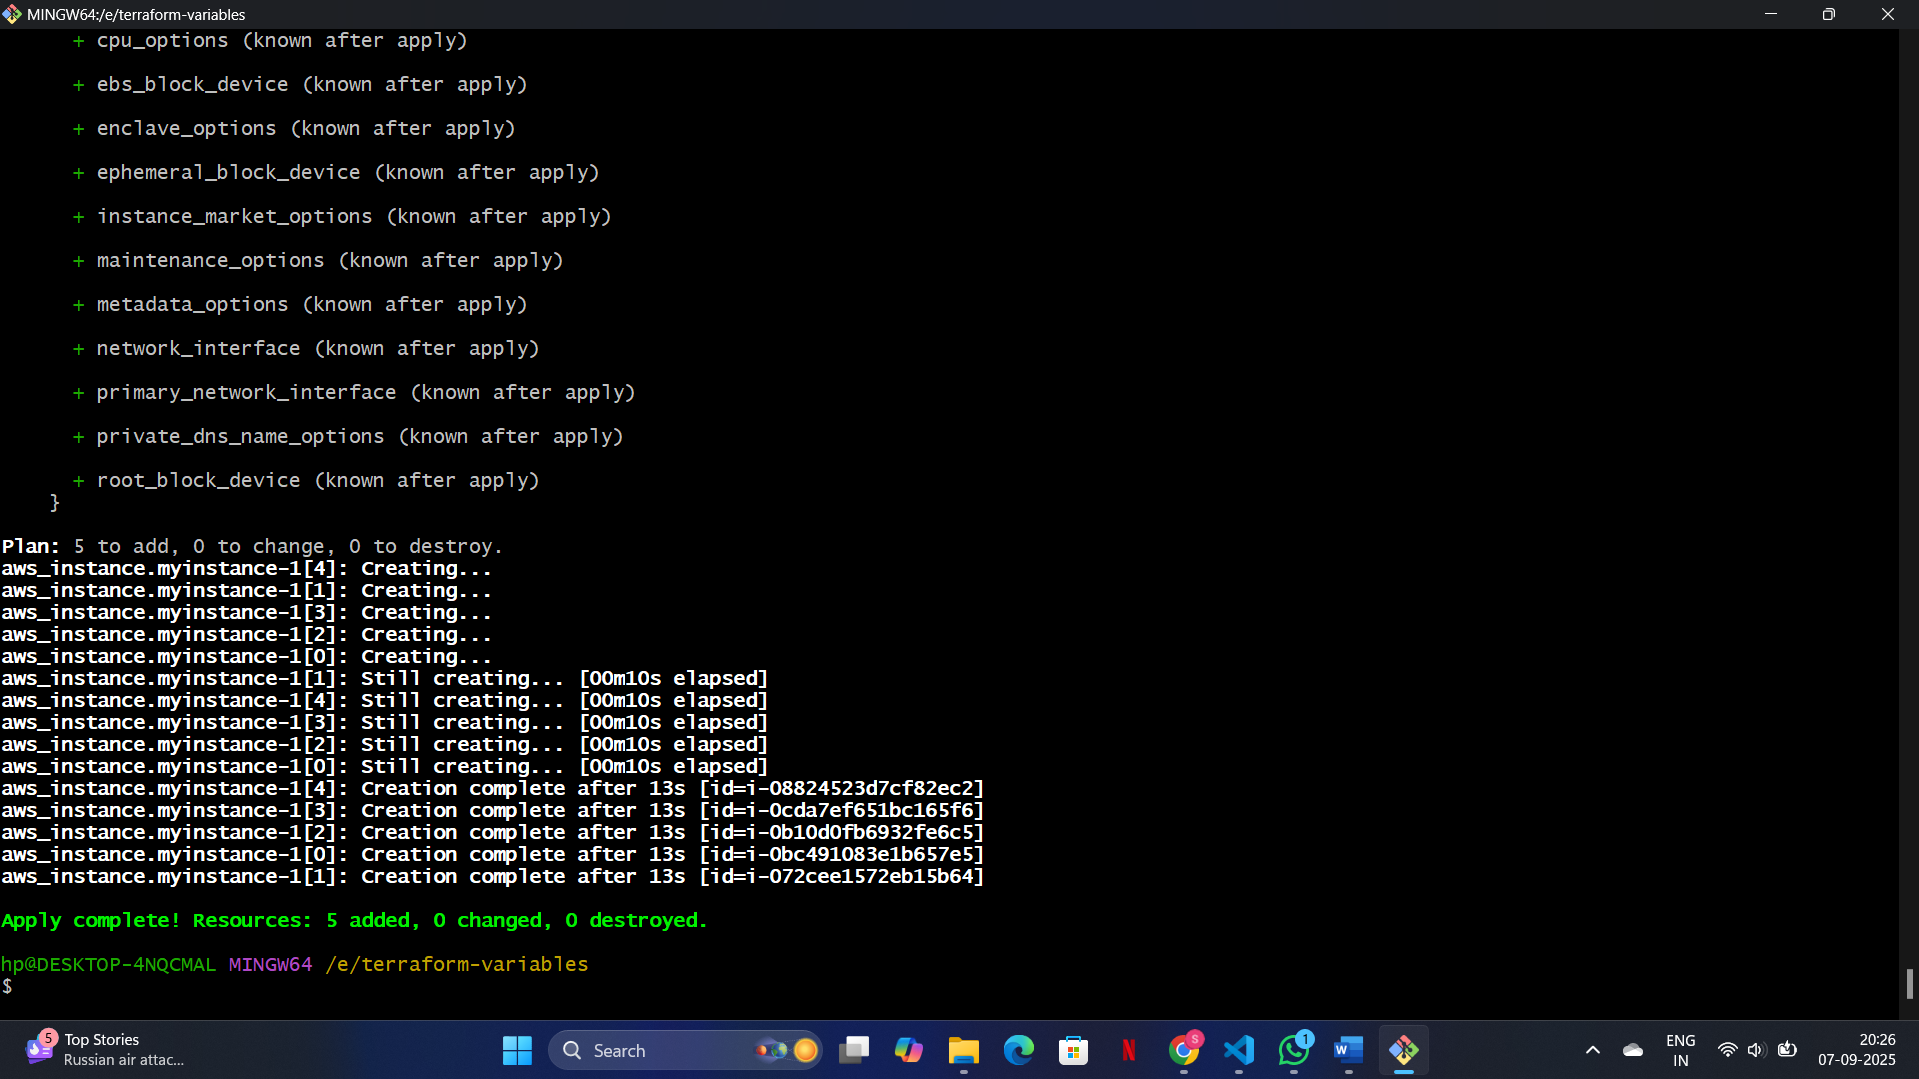 MINGW64:/e/terraform-variables
+ cpu_options (known after apply)
+ ebs_block_device (known after apply)
+ enclave_options (known after apply)
+ ephemeral_block_device (known after apply)
+ instance_market_options (known after apply)
+ maintenance_options (known after apply)
+ metadata_options (known after apply)
+ network_interface (known after apply)
+ primary_network_interface (known after apply)
+ private_dns_name_options (known after apply)
+ root_block_device (known after apply)
}
Plan: 5 to add, 0 to change, 0 to destroy.
aws_instance.myinstance-1[4]: Creating...
aws_instance.myinstance-1[1]: Creating...
aws_instance.myinstance-1[3]: Creating...
aws_instance.myinstance-1[2]: Creating...
aws_instance.myinstance-1[0]: Creating...
aws_instance.myinstance-1[1]: Still creating... [00m10s elapsed]
aws_instance.myinstance-1[4]: Still creating... [00m10s elapsed]
aws_instance.myinstance-1[3]: Still creating... [00m10s elapsed]
aws_instance.myinstance-1[2]: Still creating... [00m10s elapsed]
aws_instance.myinstance-1[0]: Still creating... [00m10s elapsed]
aws_instance.myinstance-1[4]: Creation complete after 13s [id=i-08824523d7cf82ec2]
aws_instance.myinstance-1[3]: Creation complete after 13s [id=i-0cda7ef651bc165f6]
aws_instance.myinstance-1[2]: Creation complete after 13s [id=i-0b10d0fb6932fe6c5]
aws_instance.myinstance-1[0]: Creation complete after 13s [id=i-0bc491083e1b657e5]
aws_instance.myinstance-1[1]: Creation complete after 13s [id=i-072cee1572eb15b64]
Apply complete! Resources: 5 added, 0 changed, 0 destroyed.
hp@DESKTOP-4NQCMAL MINGW64 /e/terraform-variables
$
5
Top Stories
Russian air attac...
Search
N
S
1
W
ENG
IN
20:26
07-09-2025